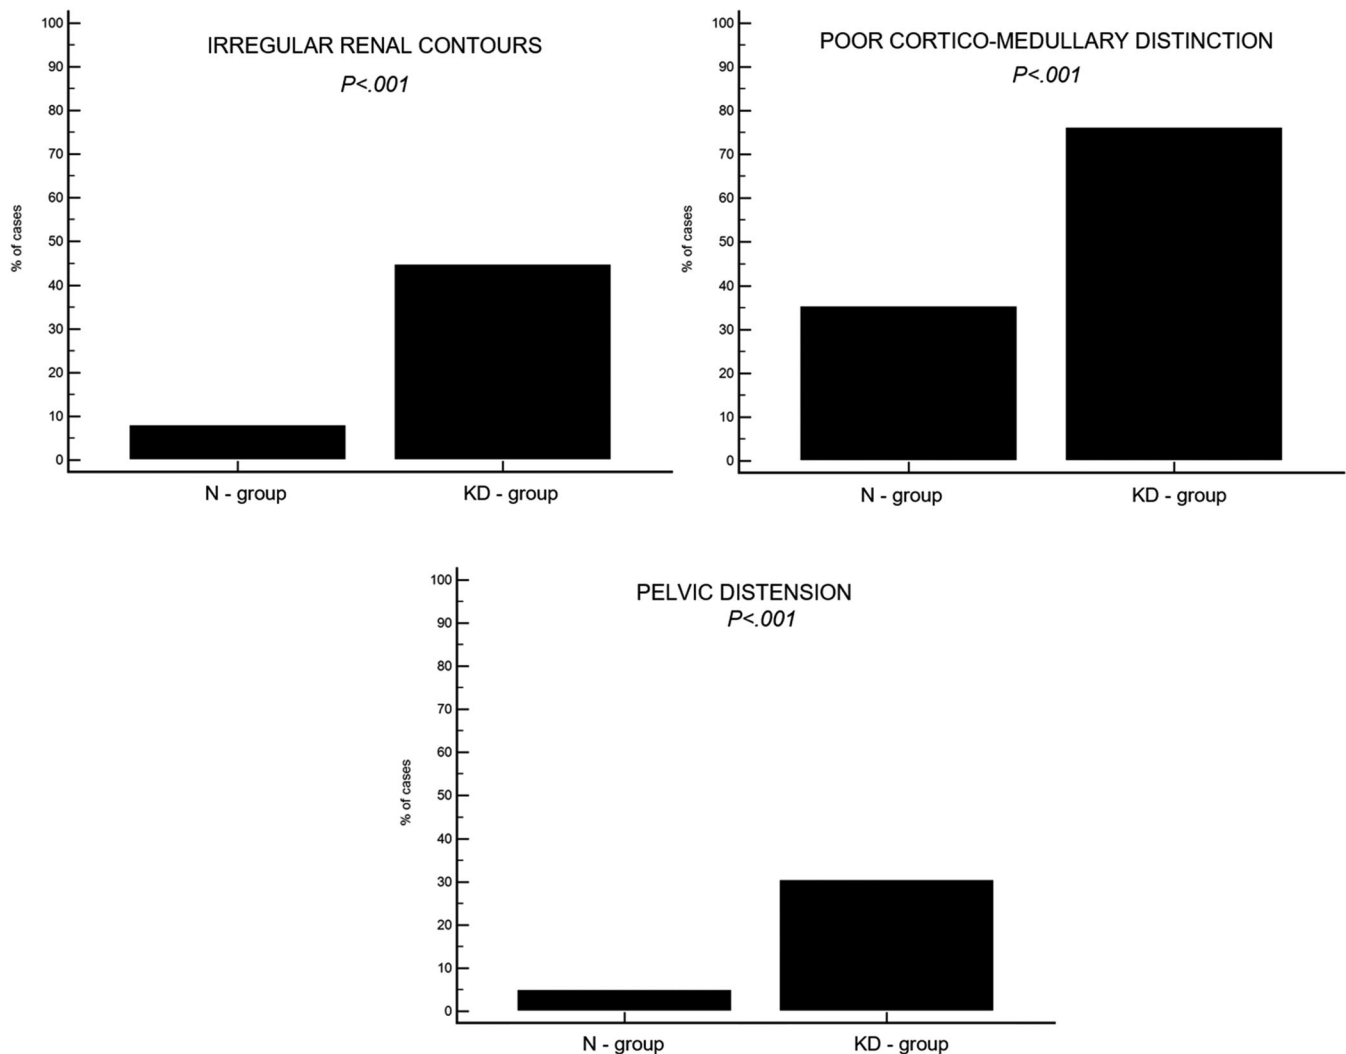 IRREGULAR RENAL CONTOURS
P<.001
100
90
80
70
60
50
40
30
20
10
0
% of cases
N - group KD - group
POOR CORTICO-MEDULLARY DISTINCTION
P<.001
100
90
80
70
60
50
40
30
20
10
0
% of cases
N - group KD - group
PELVIC DISTENSION
P<.001
100
90
80
70
60
50
40
30
20
10
0
% of cases
N - group KD - group